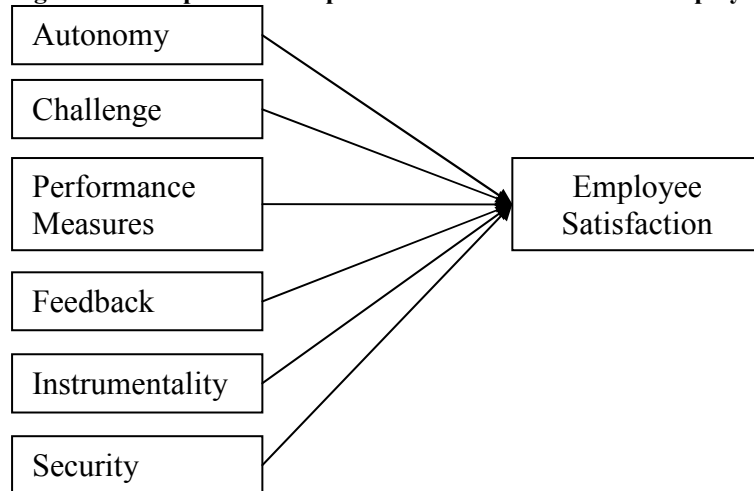 Autonomy
Challenge
Performance
Measures
Employee
Satisfaction
Feedback
Instrumentality
Security